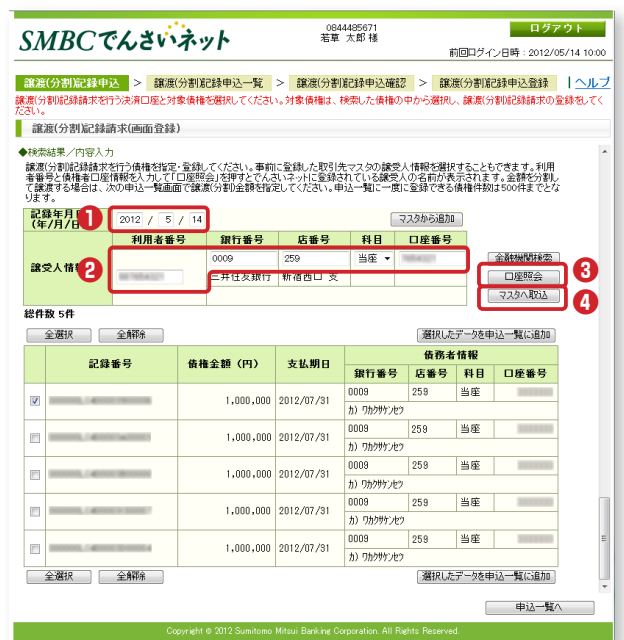 SMBCでんさいネット
0844485671
若草 太郎 様
ログアウト
前回ログイン日時：2012/05/14 10:00
譲渡(分割)記録申込 > 譲渡(分割)記録申込一覧 > 譲渡(分割)記録申込確認 > 譲渡(分割)記録申込登録 | ヘルプ
譲渡(分割)記録請求を行う決済口座と対象債権を選択してください。対象債権は、検索した債権の中から選択し、譲渡(分割)記録請求の登録をしてく
ださい。
譲渡(分割)記録請求(画面登録)
◆検索結果／内容入力
譲渡(分割)記録請求を行う債権を指定・登録してください。事前に登録した取引先マスタの譲受人情報を選択することもできます。利用
者番号と債権者口座情報を入力して「口座照会」を押すとでんさいネットに登録されている譲受人の名前が表示されます。金額を分割し
て譲渡する場合は、次の申込一覧画面で譲渡(分割)金額を指定してください。申込一覧に一度に登録できる債権件数は500件までとな
ります。
記録年月日
(年/月/日)
1
2012 / 5 / 14
マスタから追加
利用者番号 銀行番号 店番号 科目 口座番号
譲受人情報
2
0009 259 当座
金融機関検索
三井住友銀行 新宿西口 支
口座照会
3
マスタへ取込
4
総件数 5件
全選択 全解除 選択したデータを申込一覧に追加
記録番号 債権金額（円） 支払期日 債務者情報
銀行番号 店番号 科目 口座番号
1,000,000 2012/07/31 0009 259 当座
カ）ワカクサケンセツ
1,000,000 2012/07/31 0009 259 当座
カ）ワカクサケンセツ
1,000,000 2012/07/31 0009 259 当座
カ）ワカクサケンセツ
1,000,000 2012/07/31 0009 259 当座
カ）ワカクサケンセツ
1,000,000 2012/07/31 0009 259 当座
カ）ワカクサケンセツ
全選択 全解除 選択したデータを申込一覧に追加
申込一覧へ
Copyright © 2012 Sumitomo Mitsui Banking Corporation. All Rights Reserved.